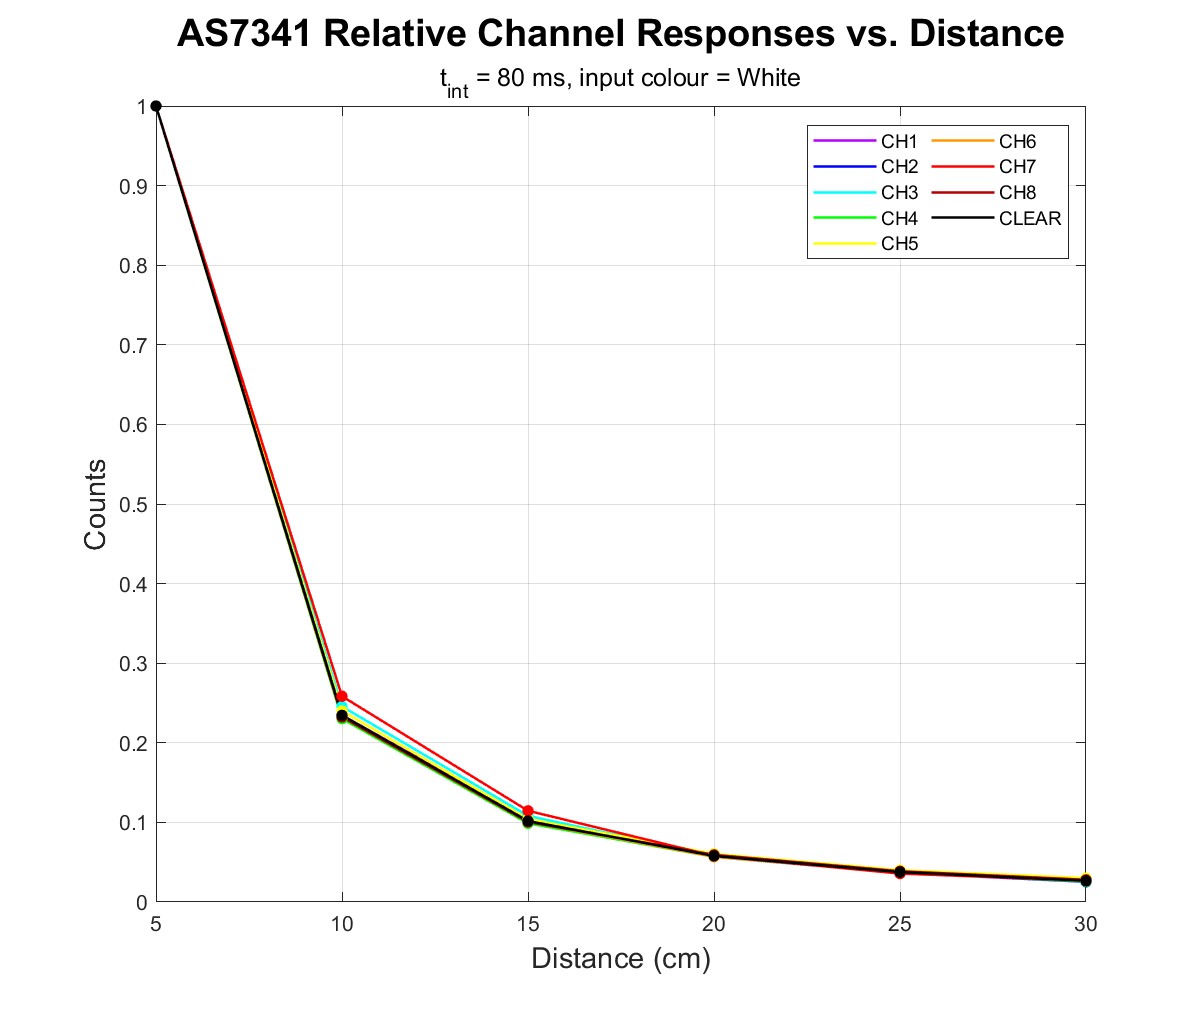 AS7341 Relative Channel Responses vs. Distance
tint = 80 ms, input colour = White
1
0.9
0.8
0.7
0.6
0.5
0.4
0.3
0.2
0.1
0
Counts
CH1 CH6
CH2 CH7
CH3 CH8
CH4 CLEAR
CH5
5 10 15 20 25 30
Distance (cm)